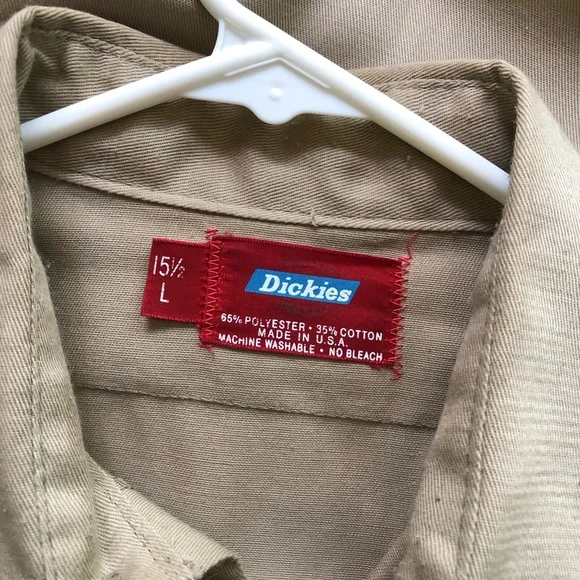 15½
L
Dickies
65% POLYESTER • 35% COTTON
MADE IN U.S.A.
MACHINE WASHABLE • NO BLEACH